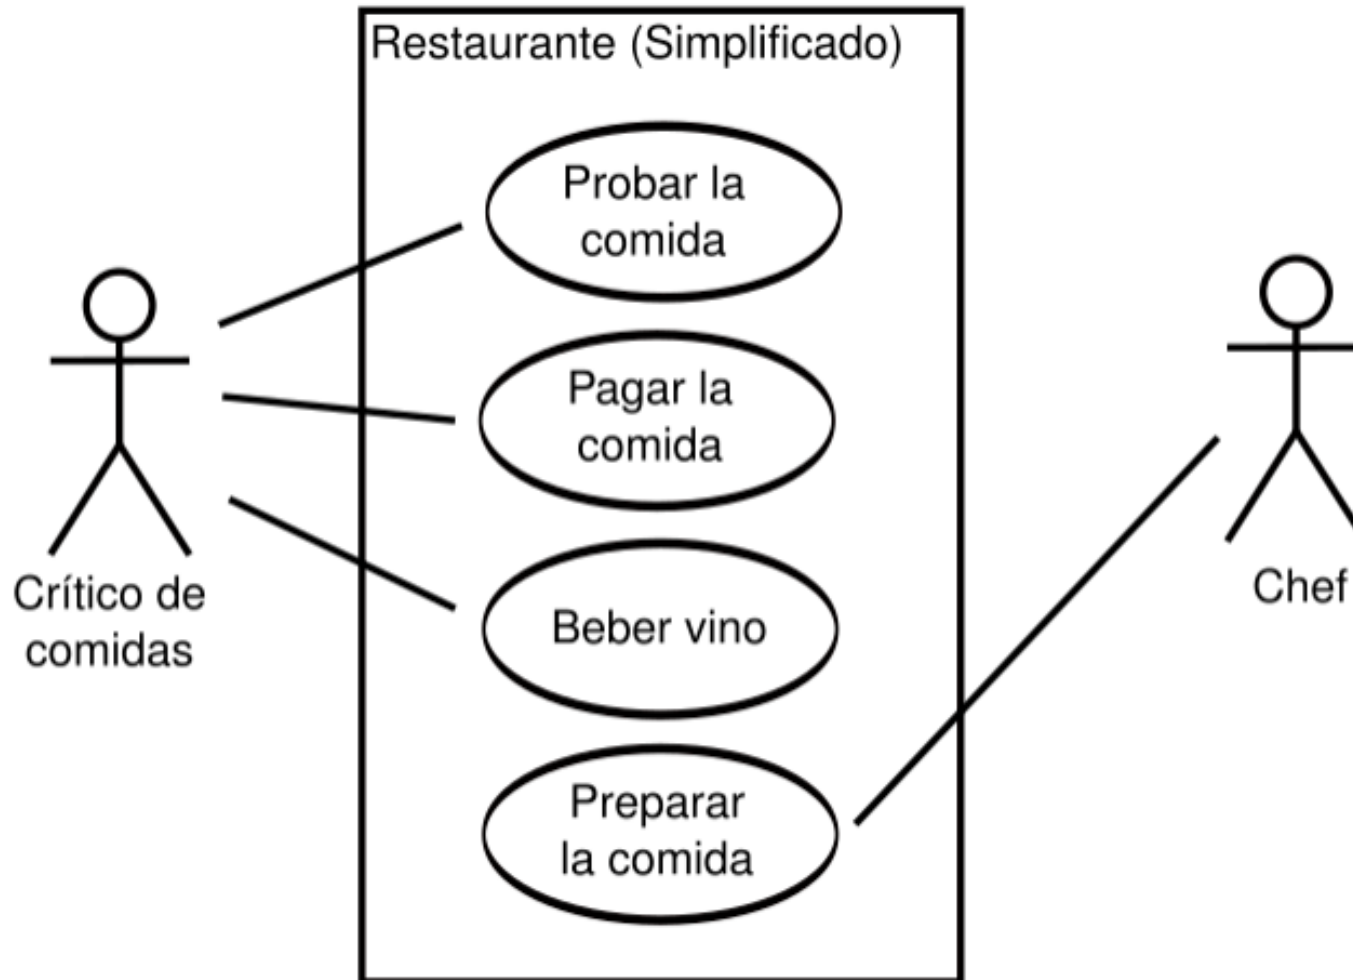 Restaurante (Simplificado)
Probar la
comida
Pagar la
comida
Beber vino
Preparar
la comida
Crítico de
comidas
Chef